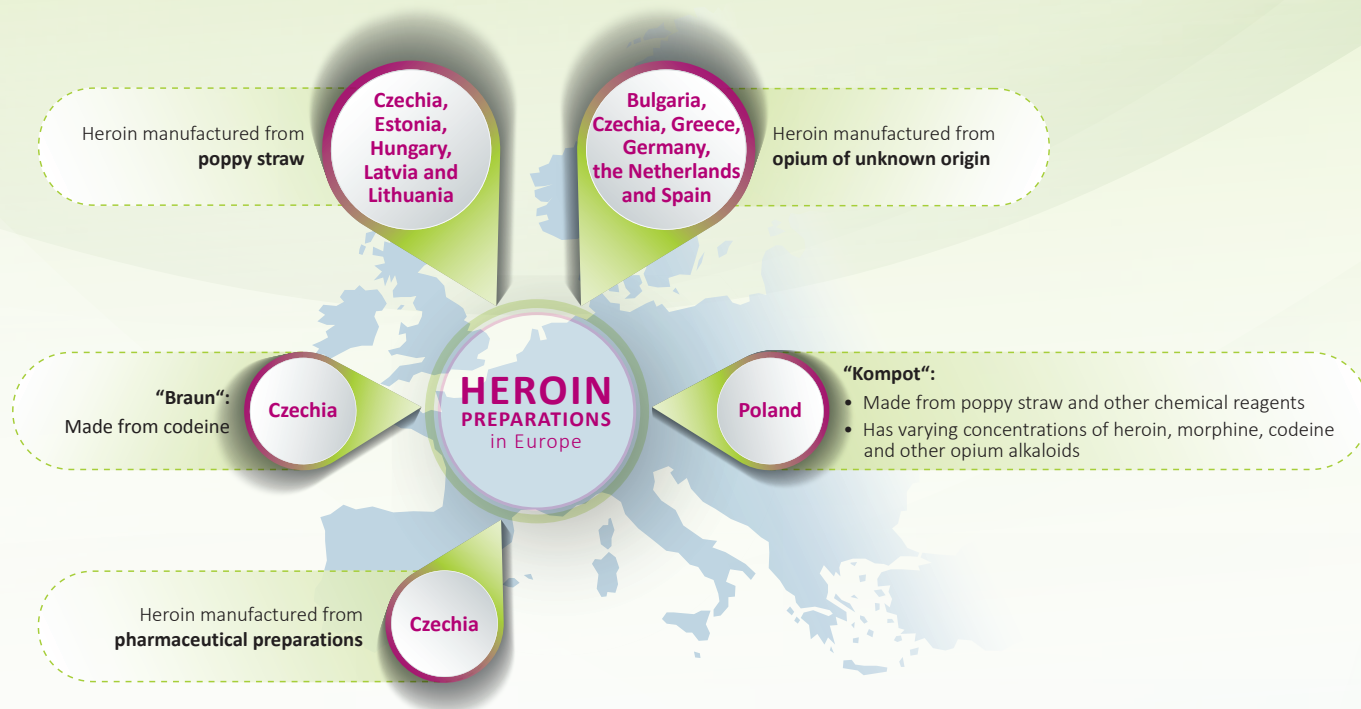 Heroin manufactured from
poppy straw
Czechia,
Estonia,
Hungary,
Latvia and
Lithuania
Bulgaria,
Czechia, Greece,
Germany,
the Netherlands
and Spain
Heroin manufactured from
opium of unknown origin
“Braun“:
Made from codeine
Czechia
HEROIN
PREPARATIONS
in Europe
Poland
“Kompot“:
• Made from poppy straw and other chemical reagents
• Has varying concentrations of heroin, morphine, codeine
and other opium alkaloids
Heroin manufactured from
pharmaceutical preparations
Czechia